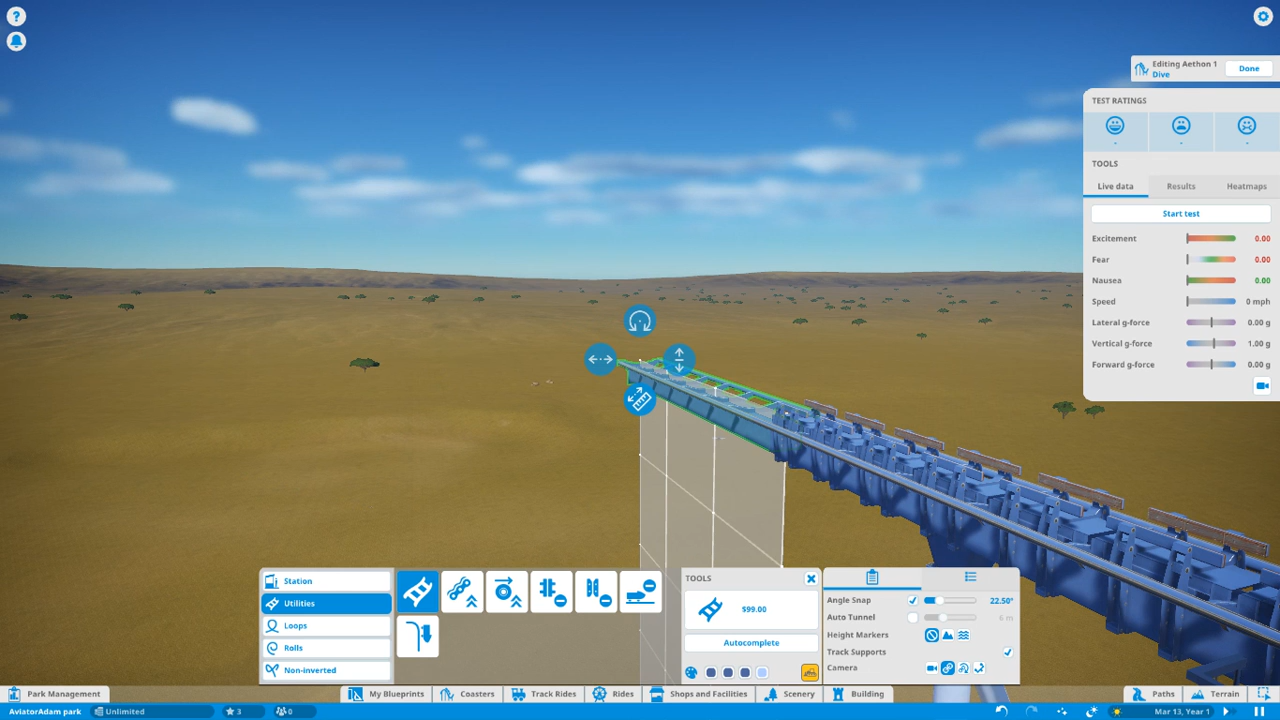 ?
Editing Aethon 1
Dive
Done
TEST RATINGS
-
-
-
TOOLS
Live data
Results
Heatmaps
Start test
Excitement
0.00
Fear
0.00
Nausea
0.00
Speed
0 mph
Lateral g-force
0.00 g
Vertical g-force
1.00 g
Forward g-force
0.00 g
Station
Utilities
Loops
Rolls
Non-inverted
TOOLS
$99.00
Autocomplete
Angle Snap
22.50°
Auto Tunnel
6 m
Height Markers
Track Supports
Camera
Park Management
My Blueprints
Coasters
Track Rides
Rides
Shops and Facilities
Scenery
Building
Paths
Terrain
AviatorAdam park
Unlimited
3
0
Mar 13, Year 1